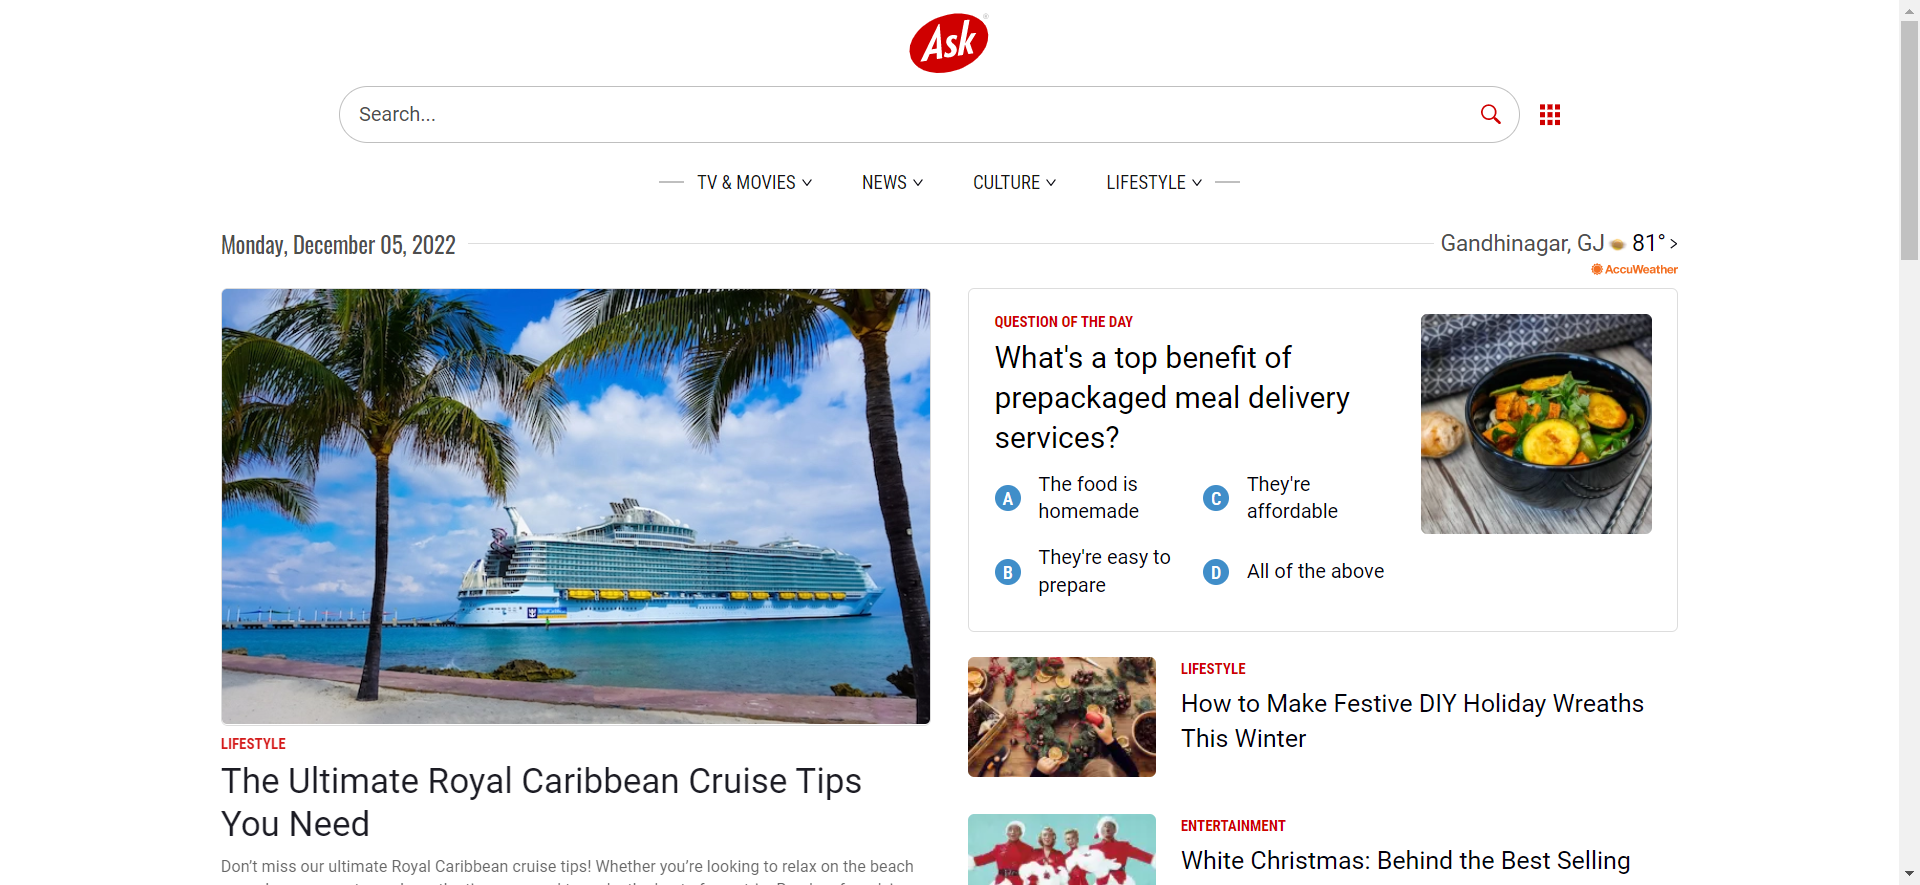 Ask
Search...
TV & MOVIES
NEWS
CULTURE
LIFESTYLE
Monday, December 05, 2022
Gandhinagar, GJ 81°
AccuWeather
LIFESTYLE
The Ultimate Royal Caribbean Cruise Tips
You Need
Don’t miss our ultimate Royal Caribbean cruise tips! Whether you’re looking to relax on the beach
QUESTION OF THE DAY
What's a top benefit of
prepackaged meal delivery
services?
A The food is
homemade
B They're easy to
prepare
C They're
affordable
D All of the above
LIFESTYLE
How to Make Festive DIY Holiday Wreaths
This Winter
ENTERTAINMENT
White Christmas: Behind the Best Selling